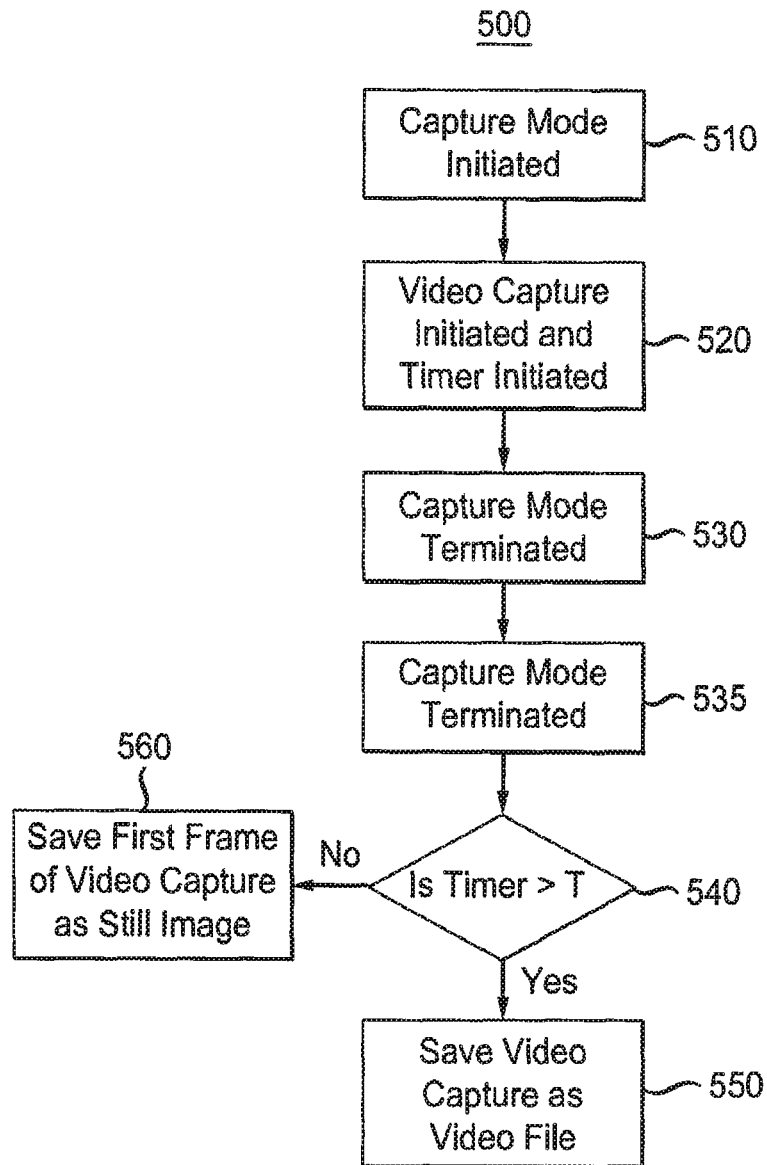 500
Capture Mode
Initiated
510
Video Capture
Initiated and
Timer Initiated
520
Capture Mode
Terminated
530
Capture Mode
Terminated
535
560
Save First Frame
of Video Capture
as Still Image
No
Is Timer > T
540
Yes
Save Video
Capture as
Video File
550